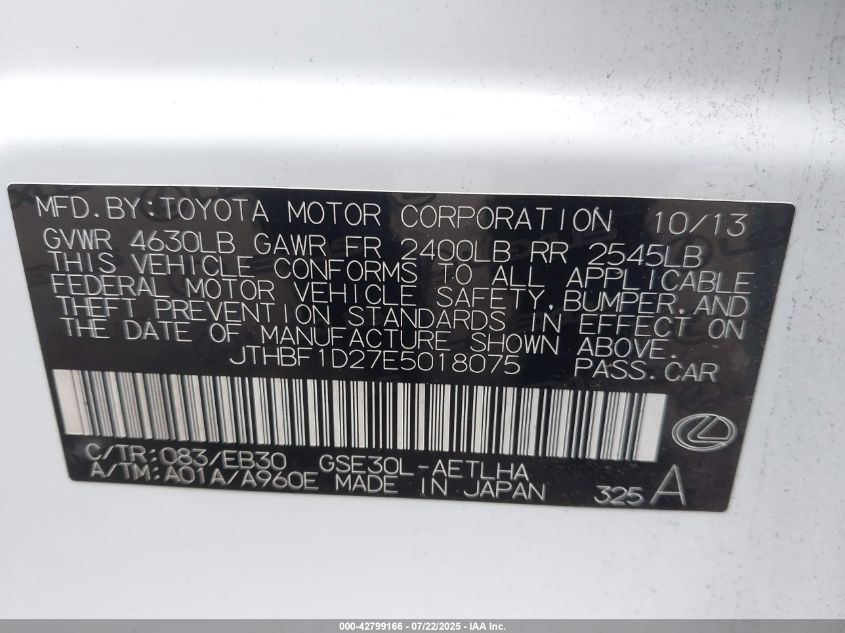 MFD.BY:TOYOTA MOTOR CORPORATION 10/13
GVWR 4630LB GAWR FR 2400LB RR 2545LB
THIS VEHICLE CONFORMS TO ALL APPLICABLE
FEDERAL MOTOR VEHICLE SAFETY,BUMPER,AND
THEFT PREVENTION STANDARDS IN EFFECT ON
THE DATE OF MANUFACTURE SHOWN ABOVE.
JTHBF1D27E5018075 PASS.CAR
C/TR:083/EB30 GSE30L-AETLHA
A/TM:A01A/A960E MADE IN JAPAN 325 A
000-42799166 - 07/22/2025 - IAA Inc.